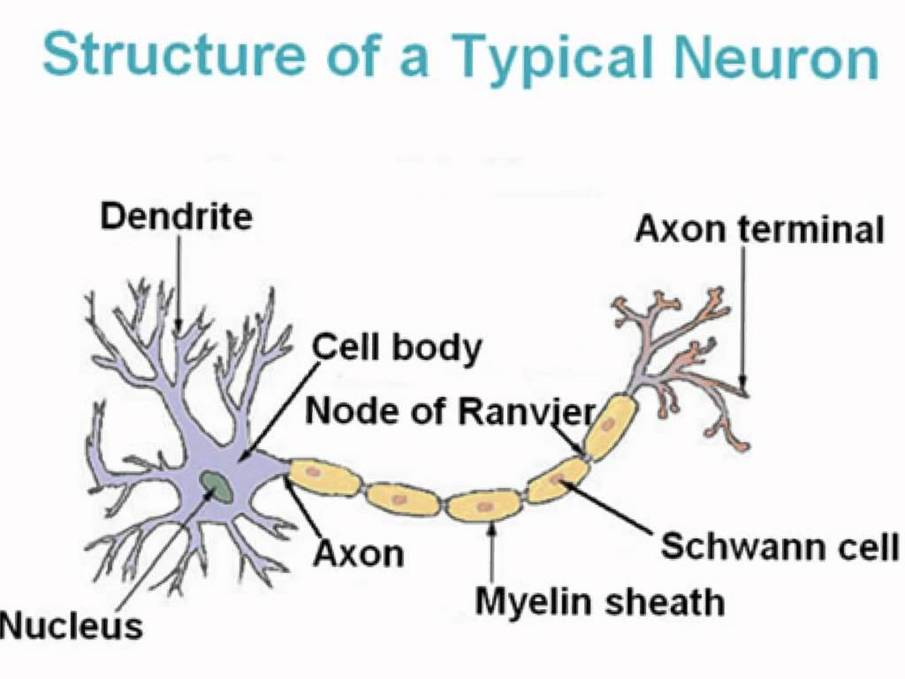 Structure of a Typical Neuron
Dendrite
Axon terminal
Cell body
Node of Ranvier
Axon
Schwann cell
Myelin sheath
Nucleus